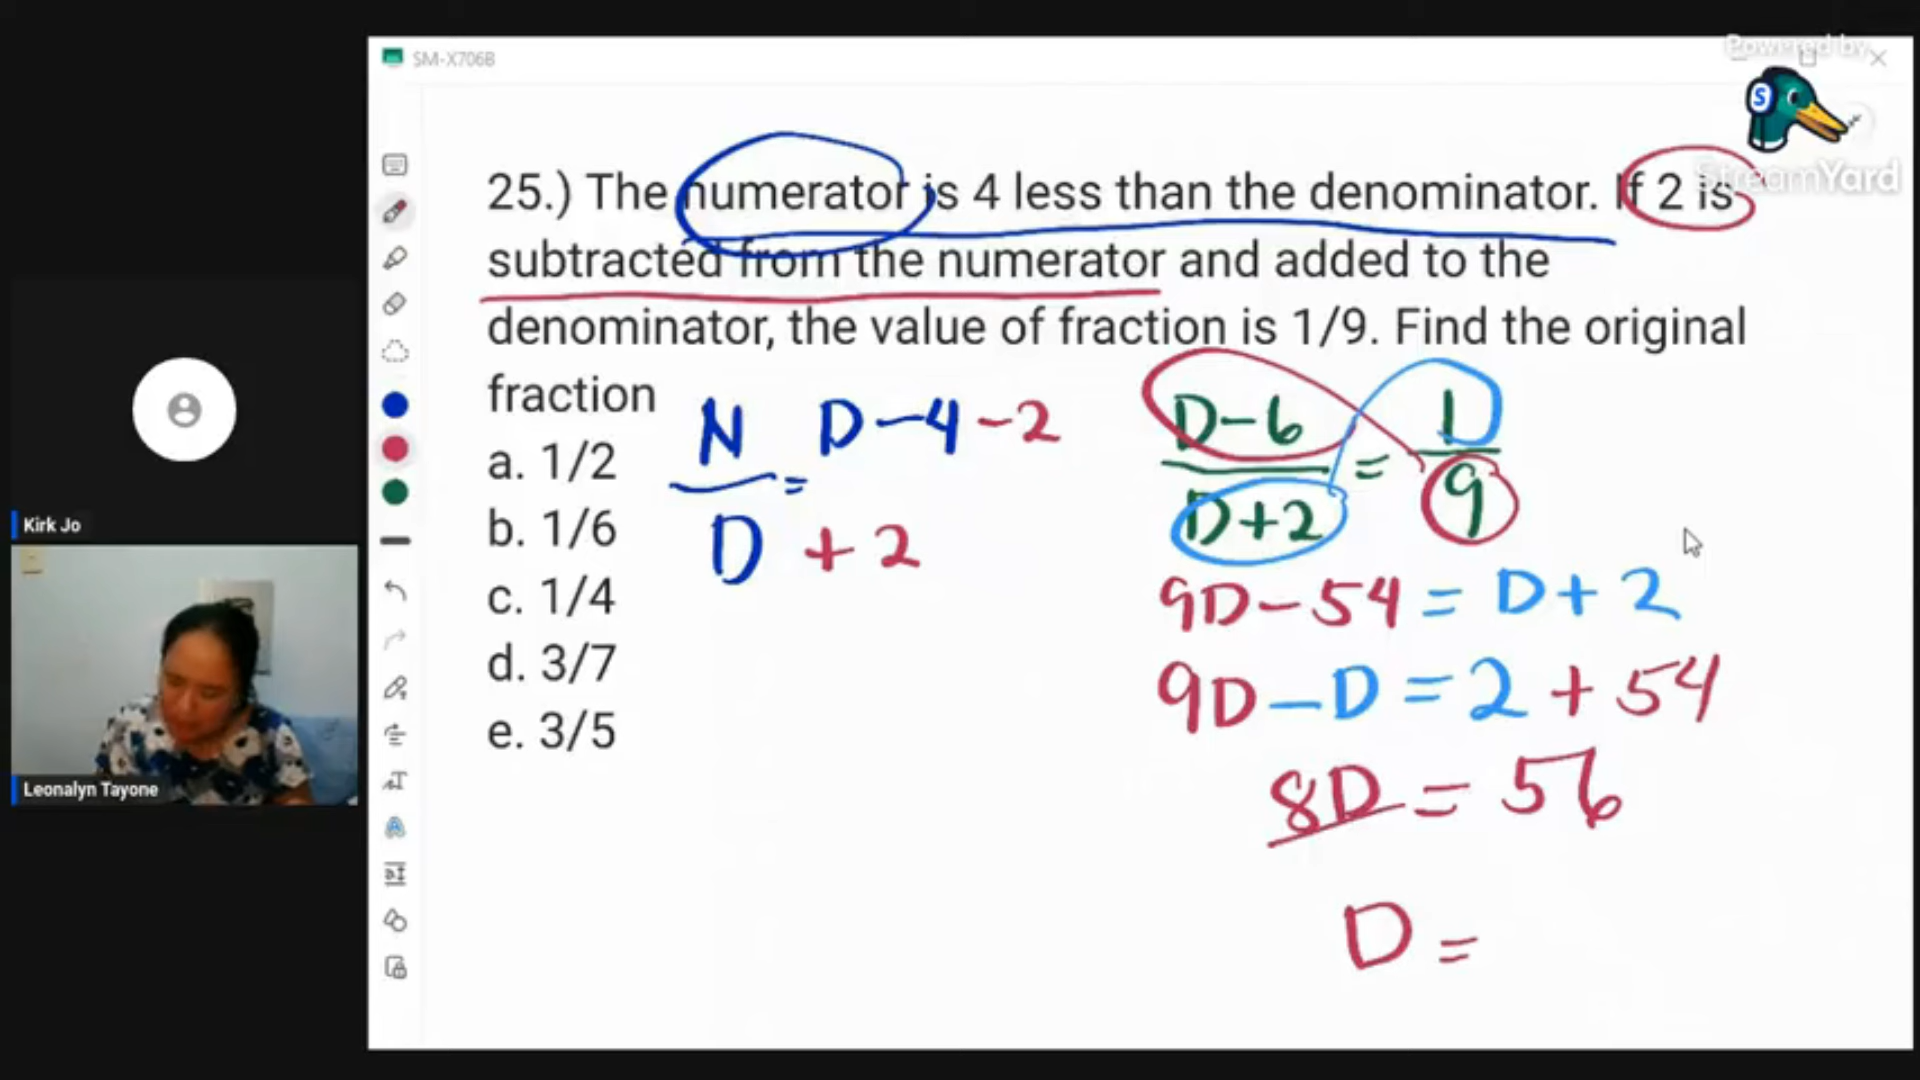 SM-X706B
Powered by
StreamYard
25.) The numerator is 4 less than the denominator. If 2 is
subtracted from the numerator and added to the
denominator, the value of fraction is 1/9. Find the original
fraction
a. 1/2
b. 1/6
c. 1/4
d. 3/7
e. 3/5
N = D-4-2
D +2
D-6 = 1
D+2 9
9D-54 = D+2
9D-D = 2+54
8D = 56
D =
Kirk Jo
Leonalyn Tayone